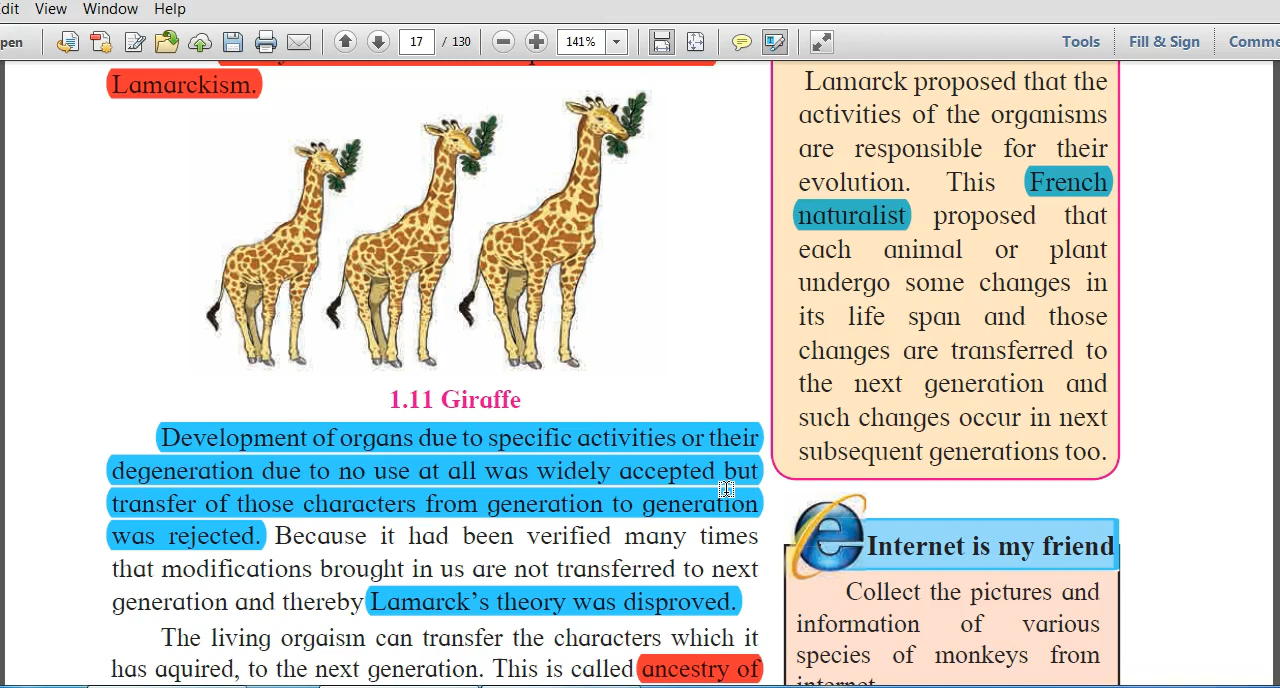 dit View Window Help
pen 17 / 130 141% Tools Fill & Sign Comme
Lamarckism.
1.11 Giraffe
Development of organs due to specific activities or their
degeneration due to no use at all was widely accepted but
transfer of those characters from generation to generation
was rejected. Because it had been verified many times
that modifications brought in us are not transferred to next
generation and thereby Lamarck's theory was disproved.
The living orgaism can transfer the characters which it
has aquired, to the next generation. This is called ancestry of
Lamarck proposed that the
activities of the organisms
are responsible for their
evolution. This French
naturalist proposed that
each animal or plant
undergo some changes in
its life span and those
changes are transferred to
the next generation and
such changes occur in next
subsequent generations too.
Internet is my friend
Collect the pictures and
information of various
species of monkeys from
internet.